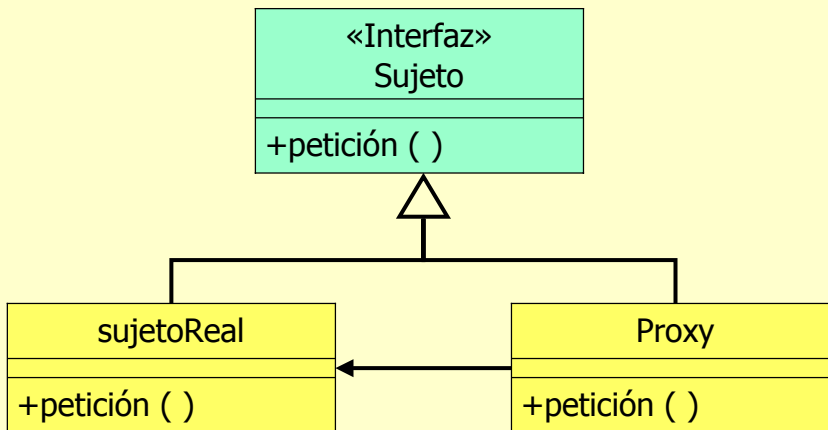 «Interfaz»
Sujeto
+petición ( )
sujetoReal
Proxy
+petición ( )
+petición ( )